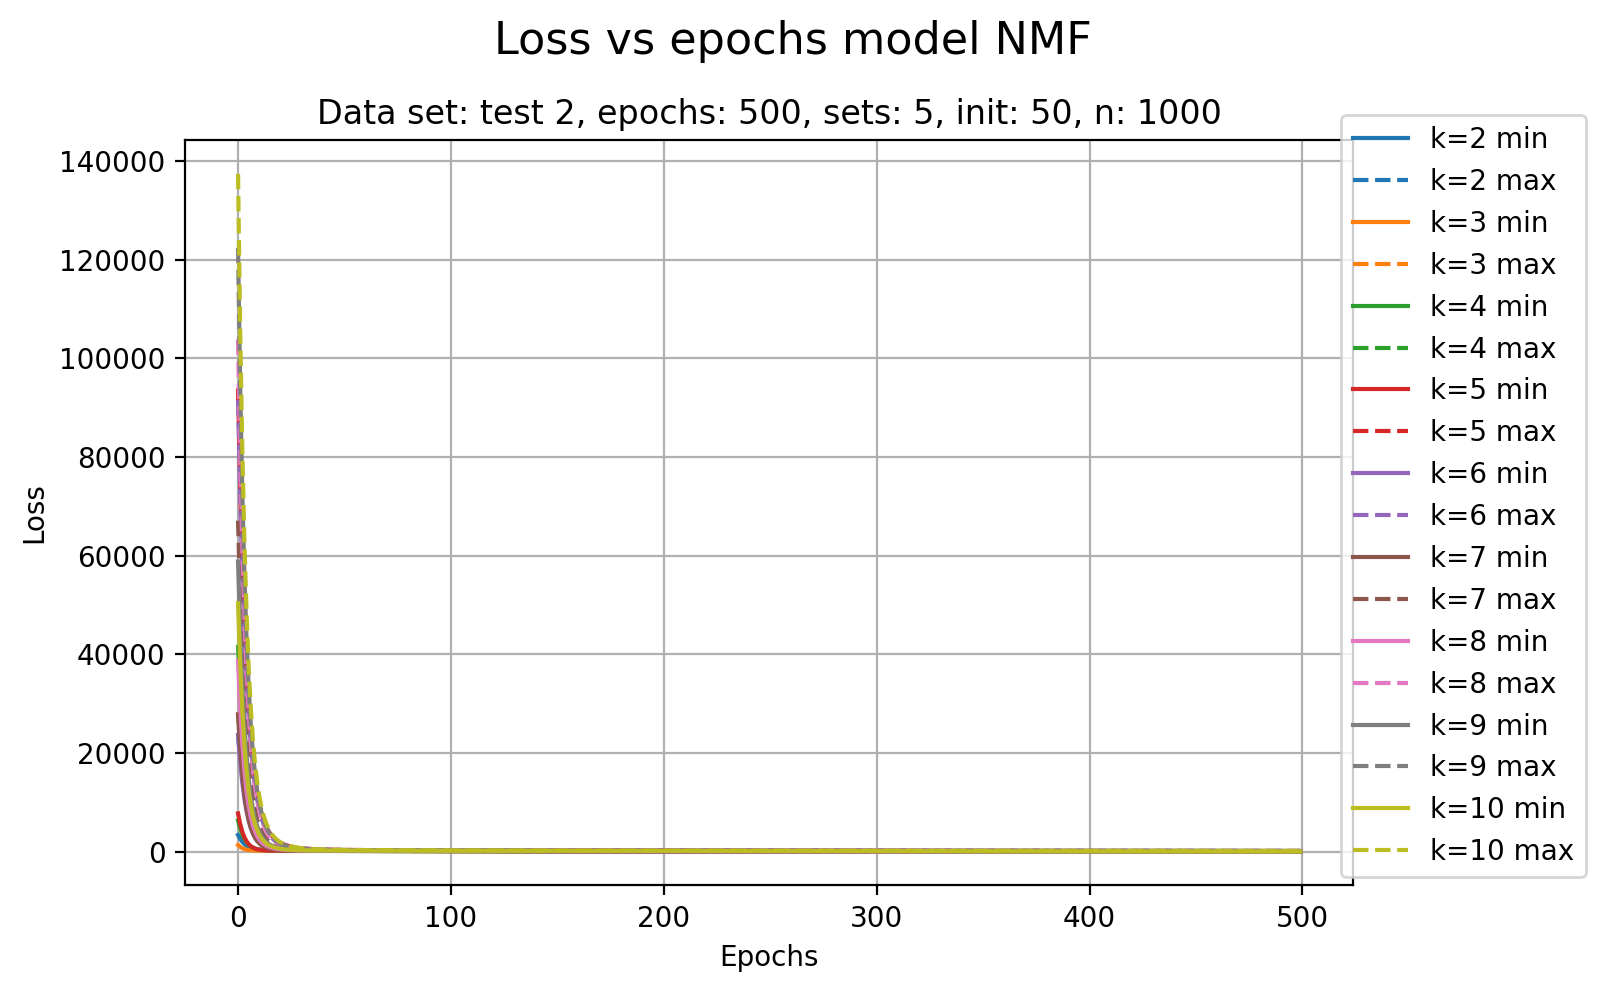 Loss vs epochs model NMF
Data set: test 2, epochs: 500, sets: 5, init: 50, n: 1000
140000
120000
100000
80000
60000
40000
20000
0
Loss
0 100 200 300 400 500
Epochs
k=2 min
k=2 max
k=3 min
k=3 max
k=4 min
k=4 max
k=5 min
k=5 max
k=6 min
k=6 max
k=7 min
k=7 max
k=8 min
k=8 max
k=9 min
k=9 max
k=10 min
k=10 max